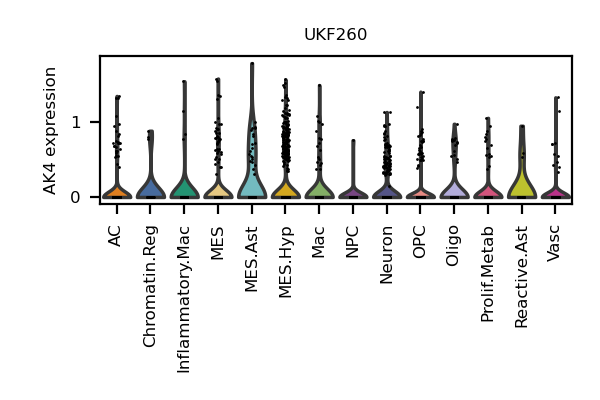 UKF260
AK4 expression
1
0
AC
Chromatin.Reg
Inflammatory.Mac
MES
MES.Ast
MES.Hyp
Mac
NPC
Neuron
OPC
Oligo
Prolif.Metab
Reactive.Ast
Vasc